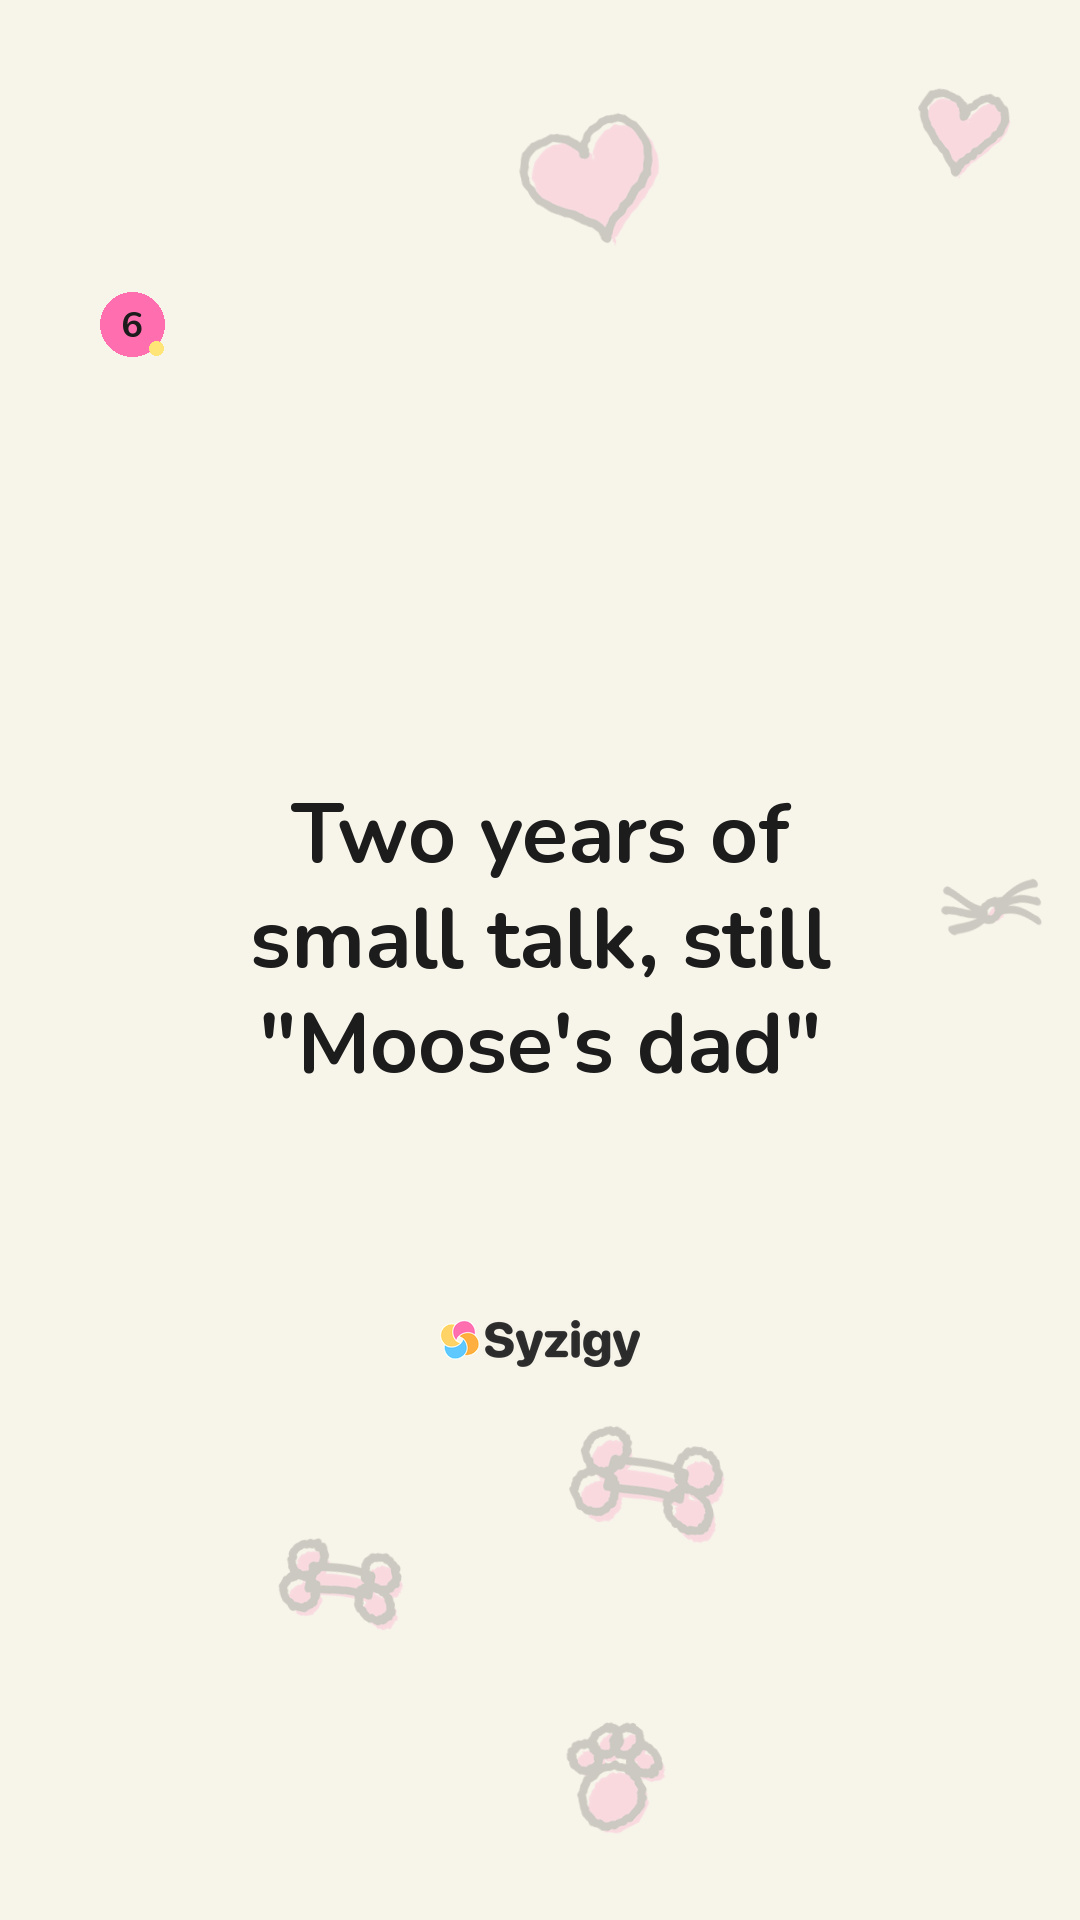 6
Two years of
small talk, still
"Moose's dad"
Syzigy